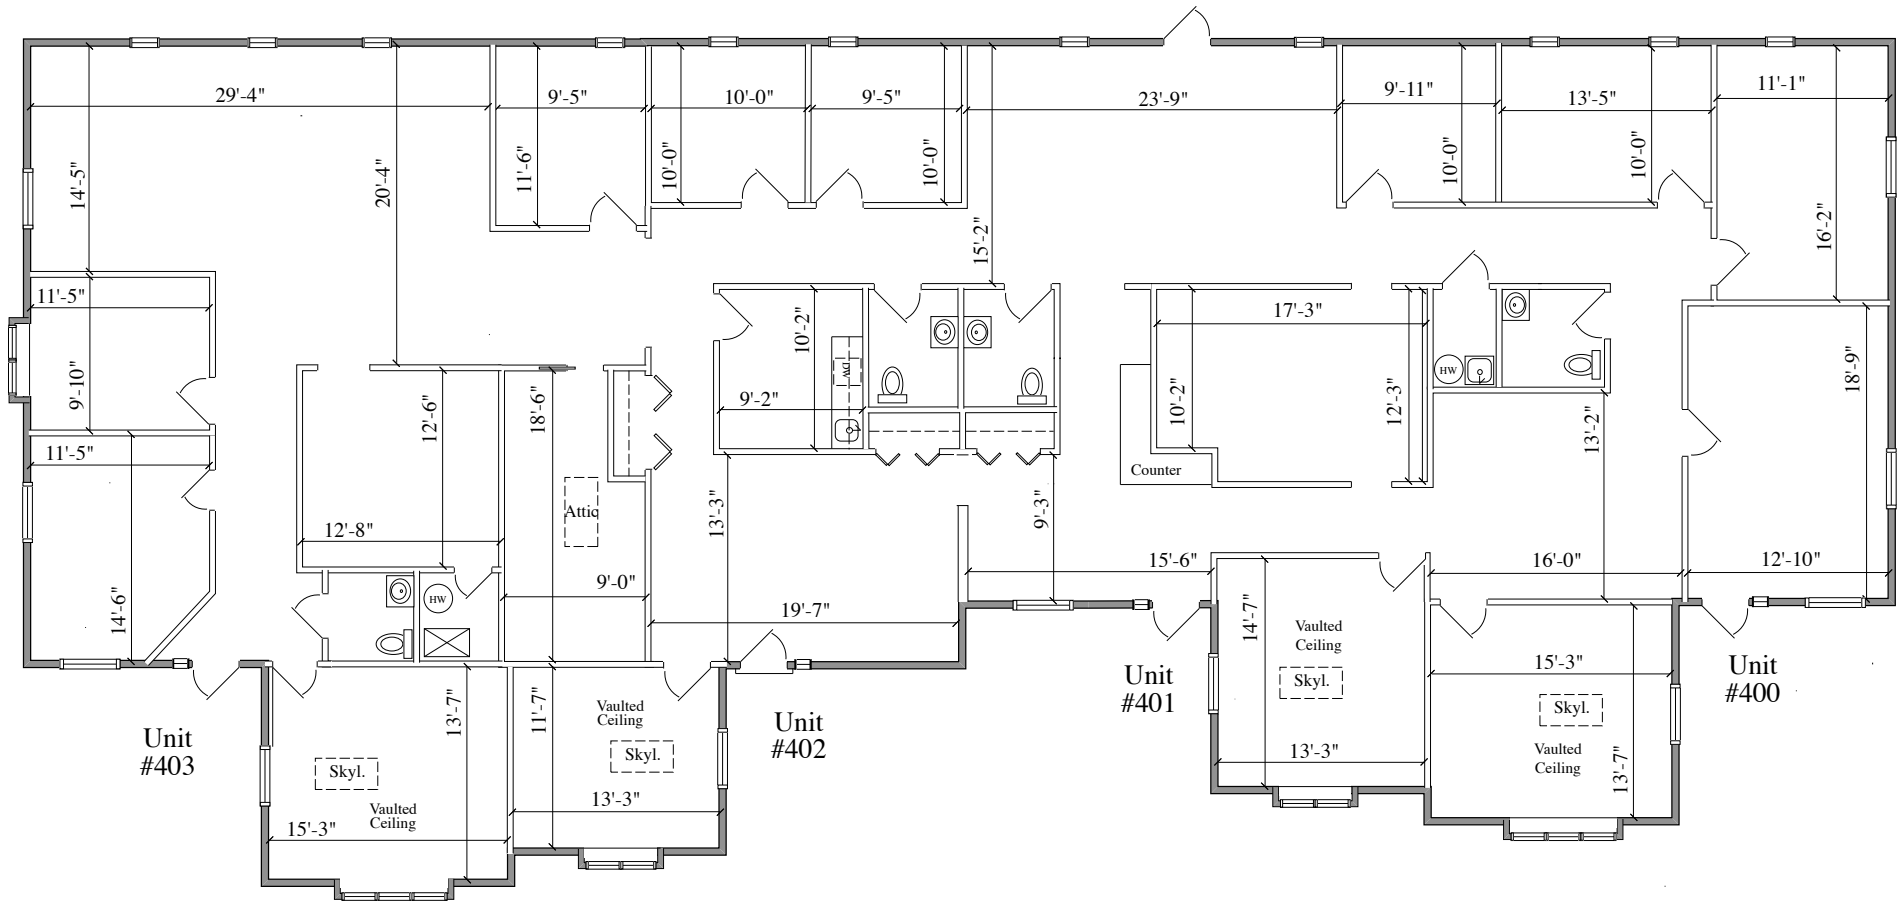 29'-4"
9'-5"
10'-0"
9'-5"
23'-9"
9'-11"
13'-5"
11'-1"
14'-5"
20'-4"
11'-6"
10'-0"
10'-0"
15'-2"
10'-0"
10'-0"
16'-2"
11'-5"
9'-10"
10'-2"
DW
9'-2"
17'-3"
10'-2"
12'-3"
HW
13'-2"
18'-9"
12'-6"
18'-6"
11'-5"
Counter
Attic
13'-3"
9'-3"
12'-8"
14'-6"
HW
9'-0"
19'-7"
15'-6"
16'-0"
12'-10"
14'-7"
Vaulted
Ceiling
Skyl.
15'-3"
Unit
#401
Unit
#400
Skyl.
Vaulted
Ceiling
13'-7"
13'-3"
Unit
#403
13'-7"
11'-7"
Vaulted
Ceiling
Skyl.
Unit
#402
Skyl.
Vaulted
Ceiling
13'-3"
15'-3"